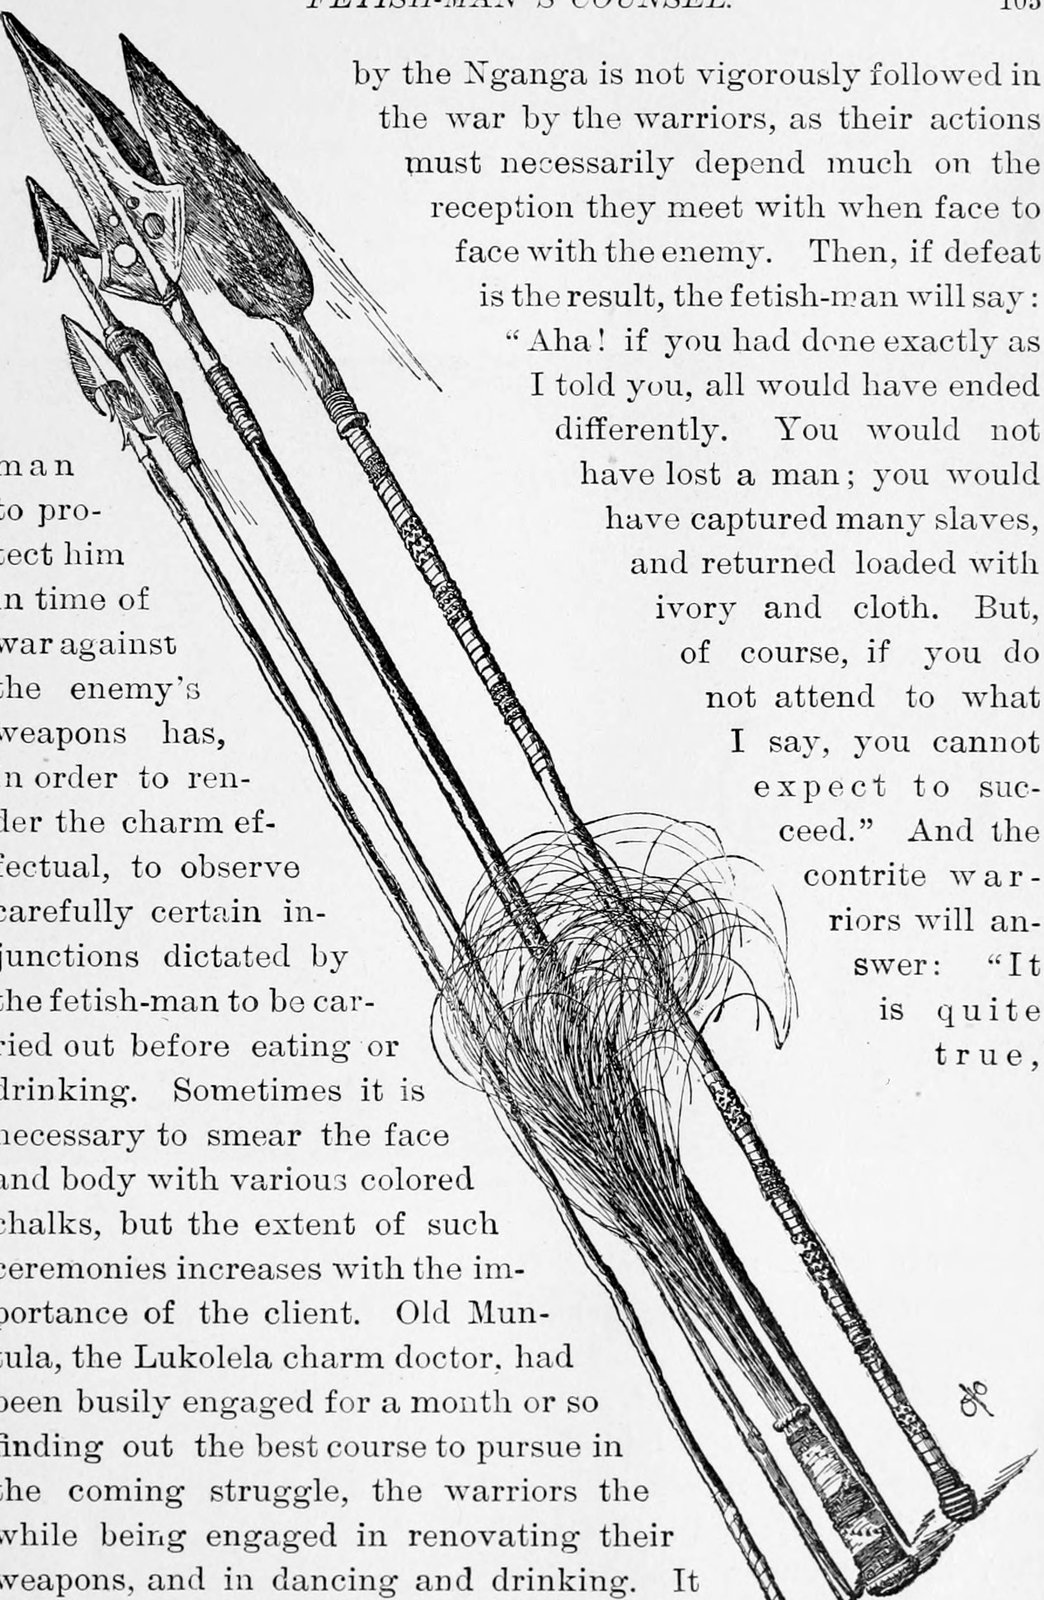 FETISH-MAN'S COUNSEL. 105
man
to pro-
tect him
in time of
war against
the enemy's
weapons has,
in order to ren-
der the charm ef-
fectual, to observe
carefully certain in-
junctions dictated by
the fetish-man to be car-
ried out before eating or
drinking. Sometimes it is
necessary to smear the face
and body with various colored
chalks, but the extent of such
ceremonies increases with the im-
portance of the client. Old Mun-
tula, the Lukolela charm doctor, had
been busily engaged for a month or so
finding out the best course to pursue in
the coming struggle, the warriors the
while being engaged in renovating their
weapons, and in dancing and drinking. It
by the Nganga is not vigorously followed in
the war by the warriors, as their actions
must necessarily depend much on the
reception they meet with when face to
face with the enemy. Then, if defeat
is the result, the fetish-man will say:
“Aha! if you had done exactly as
I told you, all would have ended
differently. You would not
have lost a man; you would
have captured many slaves,
and returned loaded with
ivory and cloth. But,
of course, if you do
not attend to what
I say, you cannot
expect to suc-
ceed.” And the
contrite war-
riors will an-
swer: “It
is quite
true,